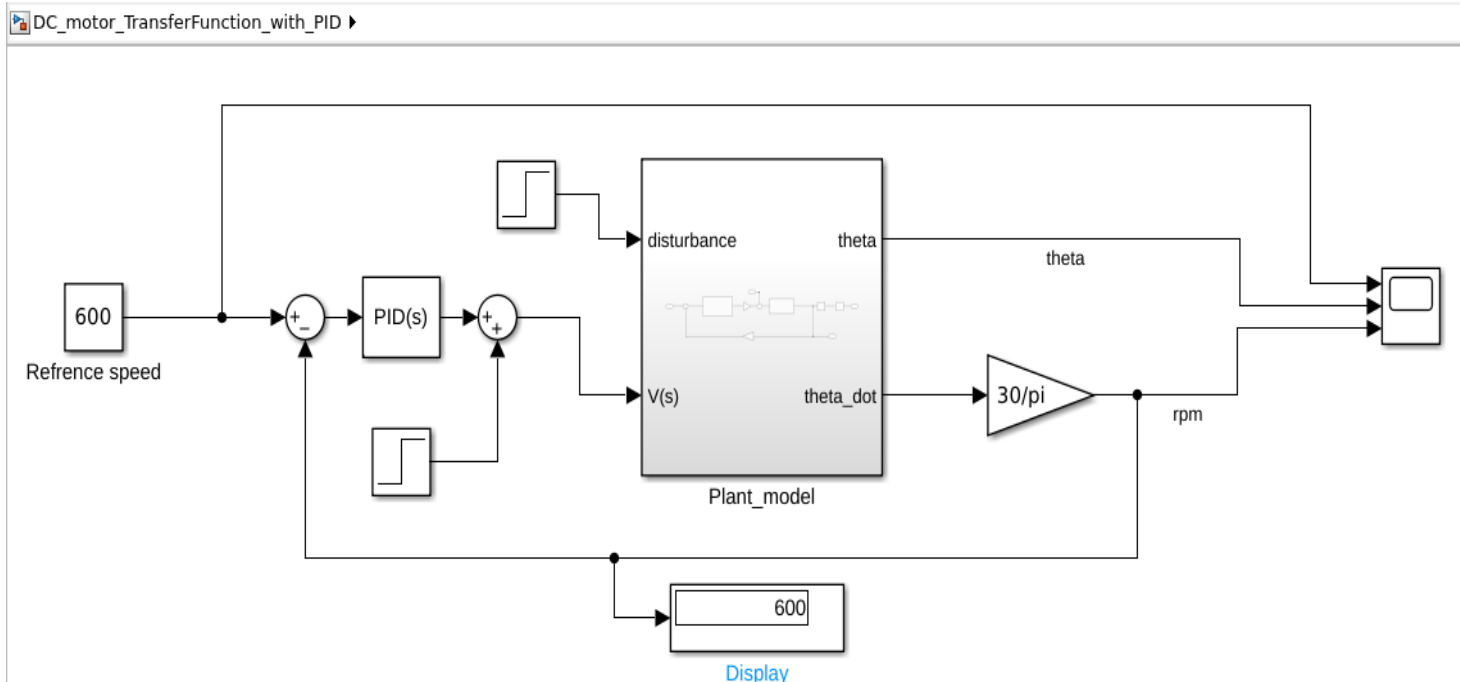 DC_motor_TransferFunction_with_PID
disturbance
theta
theta
600
+
−
PID(s)
+
+
Refrence speed
V(s)
theta_dot
30/pi
rpm
Plant_model
600
Display